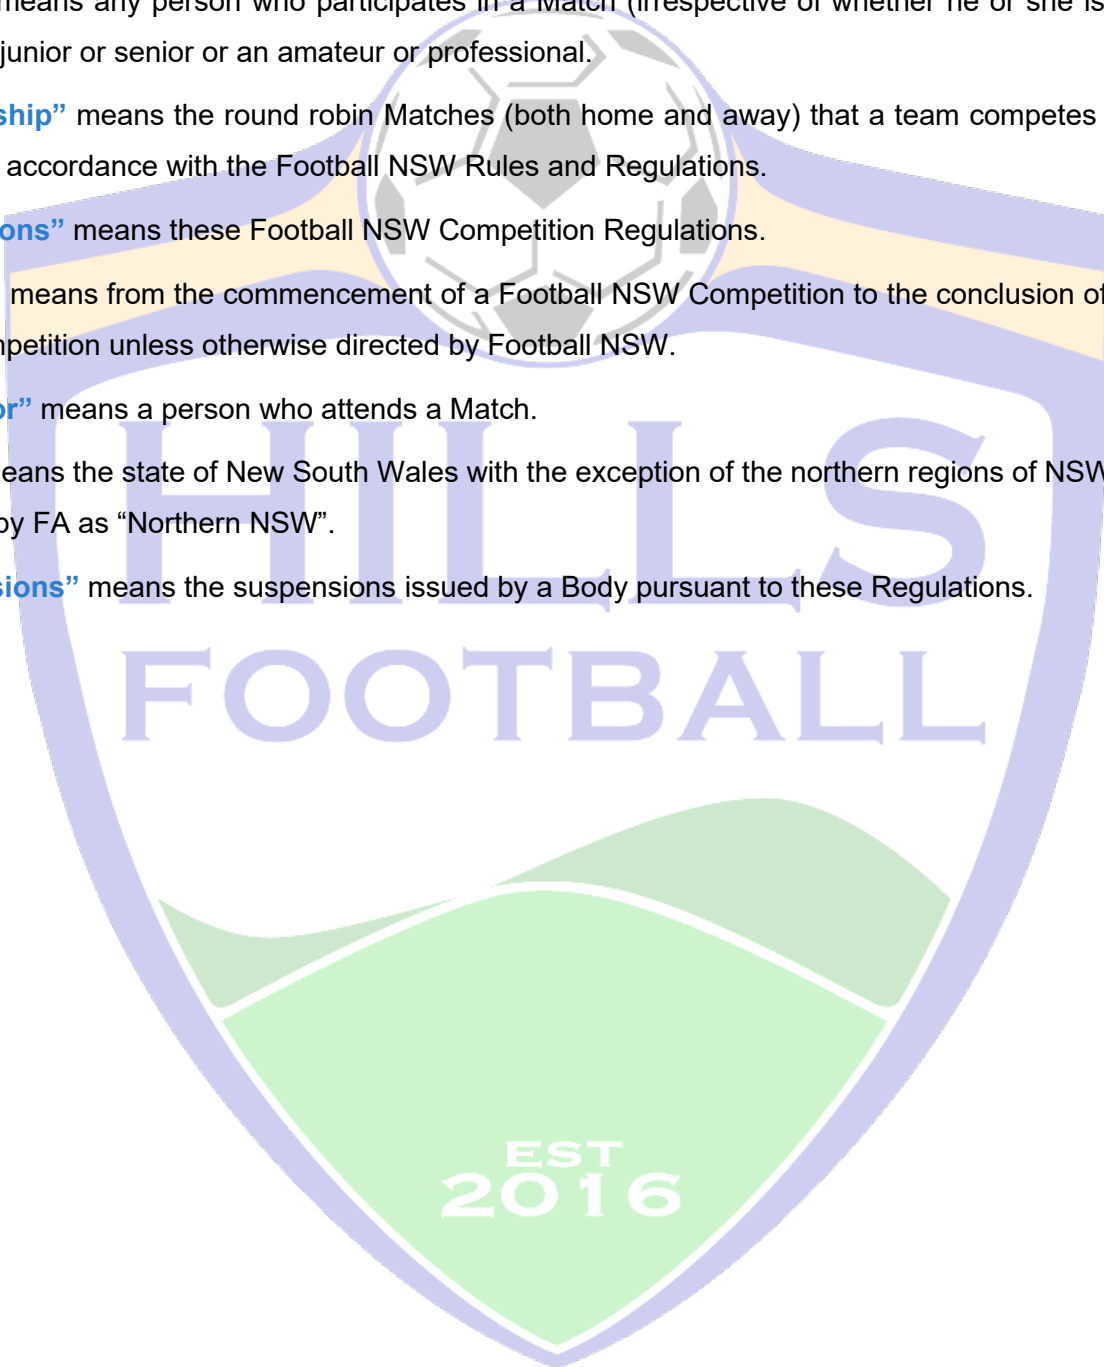 means any person who participates in a Match (irrespective of whether he or she is
junior or senior or an amateur or professional.
ship” means the round robin Matches (both home and away) that a team competes
accordance with the Football NSW Rules and Regulations.
ons” means these Football NSW Competition Regulations.
means from the commencement of a Football NSW Competition to the conclusion of
petition unless otherwise directed by Football NSW.
or” means a person who attends a Match.
eans the state of New South Wales with the exception of the northern regions of NSW
by FA as “Northern NSW”.
sions” means the suspensions issued by a Body pursuant to these Regulations.
HILLS
FOOTBALL
EST
2016